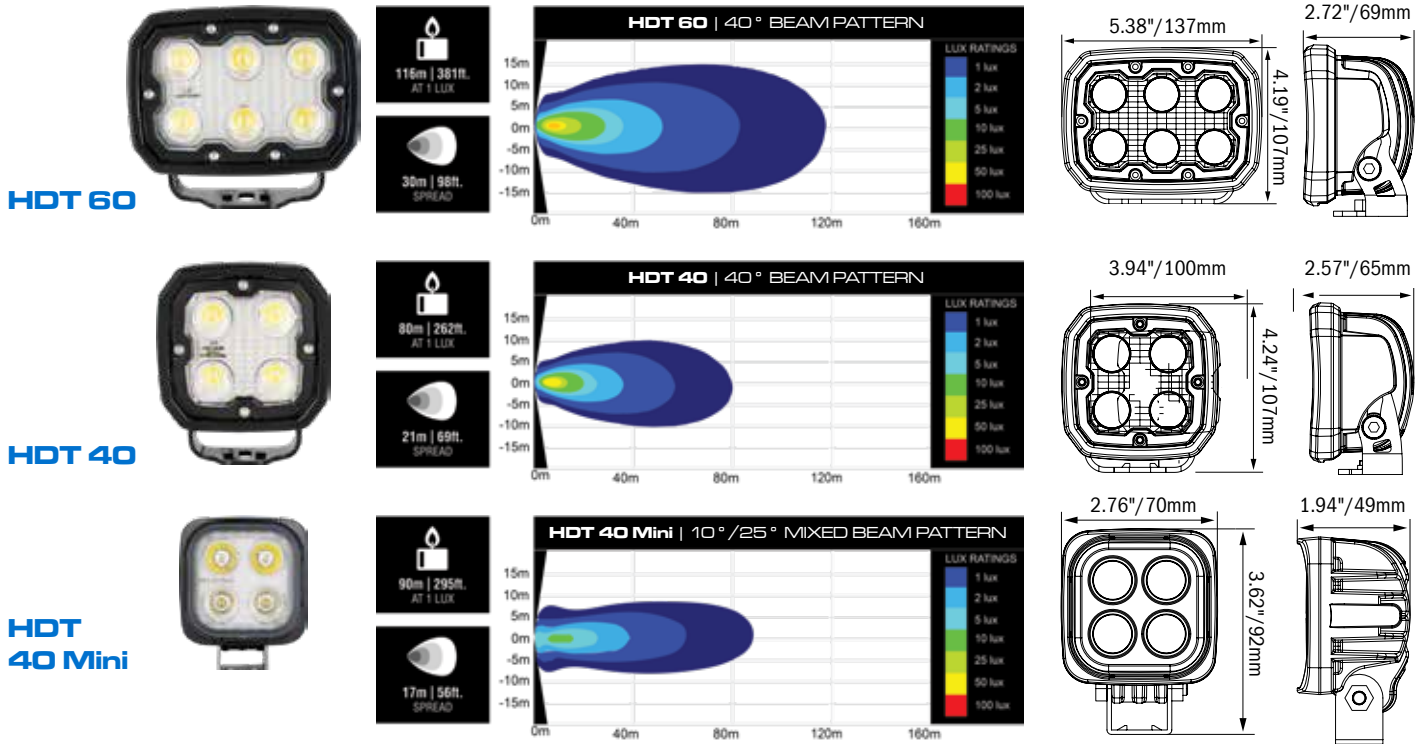 HDT 60
116m | 381ft.
AT 1 LUX
30m | 98ft.
SPREAD
HDT 60 | 40° BEAM PATTERN
15m
10m
5m
0m
-5m
-10m
-15m
0m 40m 80m 120m 160m
LUX RATINGS
1 lux
2 lux
5 lux
10 lux
25 lux
50 lux
100 lux
5.38"/137mm
4.19"/107mm
2.72"/69mm
HDT 40
80m | 262ft.
AT 1 LUX
21m | 69ft.
SPREAD
HDT 40 | 40° BEAM PATTERN
15m
10m
5m
0m
-5m
-10m
-15m
0m 40m 80m 120m 160m
LUX RATINGS
1 lux
2 lux
5 lux
10 lux
25 lux
50 lux
100 lux
3.94"/100mm
4.24"/107mm
2.57"/65mm
HDT
40 Mini
90m | 295ft.
AT 1 LUX
17m | 56ft.
SPREAD
HDT 40 Mini | 10°/25° MIXED BEAM PATTERN
15m
10m
5m
0m
-5m
-10m
-15m
0m 40m 80m 120m 160m
LUX RATINGS
1 lux
2 lux
5 lux
10 lux
25 lux
50 lux
100 lux
2.76"/70mm
3.62"/92mm
1.94"/49mm